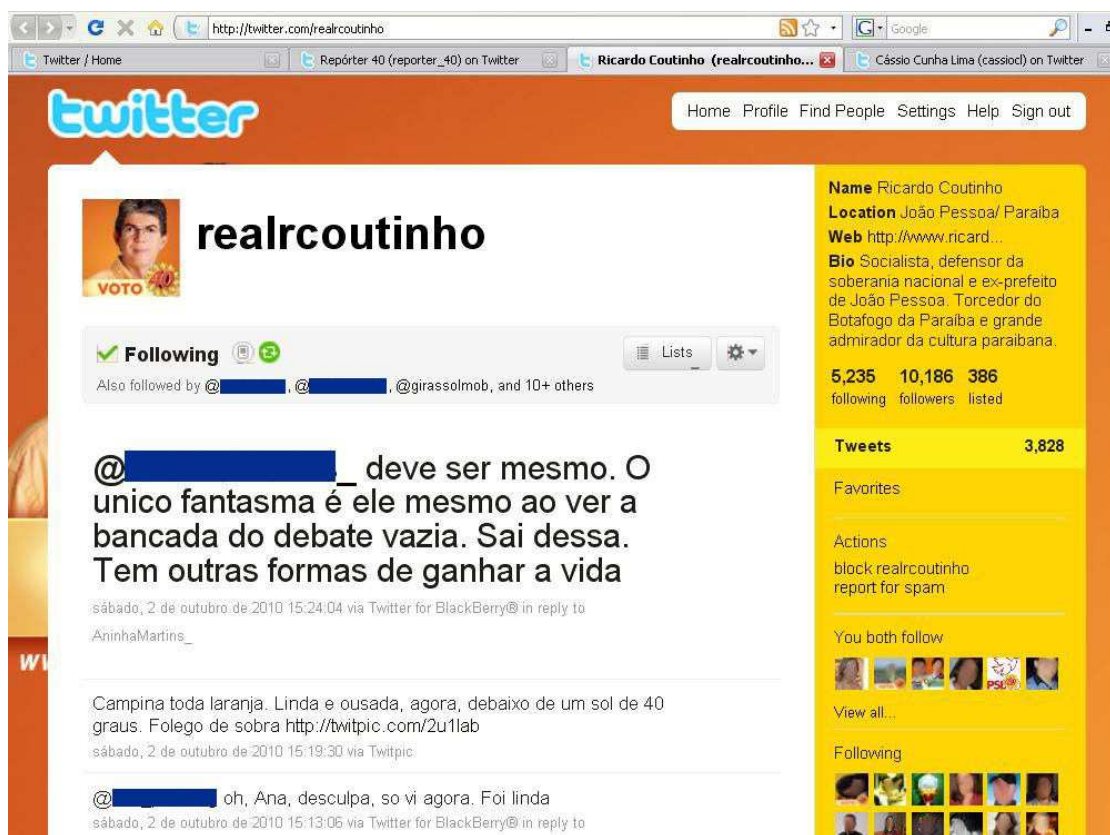 http://twitter.com/realrcoutinho
Google
Twitter / Home
Repórter 40 (reporter_40) on Twitter
Ricardo Coutinho (realrcoutinho...
Cássio Cunha Lima (cassiocl) on Twitter
twitter
Home Profile Find People Settings Help Sign out
VOTO 40
realrcoutinho
Following
Lists
Also followed by @ , @ , @girassolmob, and 10+ others
@ _ deve ser mesmo. O
unico fantasma é ele mesmo ao ver a
bancada do debate vazia. Sai dessa.
Tem outras formas de ganhar a vida
sábado, 2 de outubro de 2010 15:24:04 via Twitter for BlackBerry® in reply to
AninhaMartins_
Campina toda laranja. Linda e ousada, agora, debaixo de um sol de 40
graus. Folego de sobra http://twitpic.com/2u1lab
sábado, 2 de outubro de 2010 15:19:30 via Twitpic
@ oh, Ana, desculpa, so vi agora. Foi linda
sábado, 2 de outubro de 2010 15:13:06 via Twitter for BlackBerry® in reply to
Name Ricardo Coutinho
Location João Pessoa/ Paraíba
Web http://www.ricard...
Bio Socialista, defensor da
soberania nacional e ex-prefeito
de João Pessoa. Torcedor do
Botafogo da Paraíba e grande
admirador da cultura paraibana.
5,235 10,186 386
following followers listed
Tweets 3,828
Favorites
Actions
block realrcoutinho
report for spam
You both follow
View all...
Following